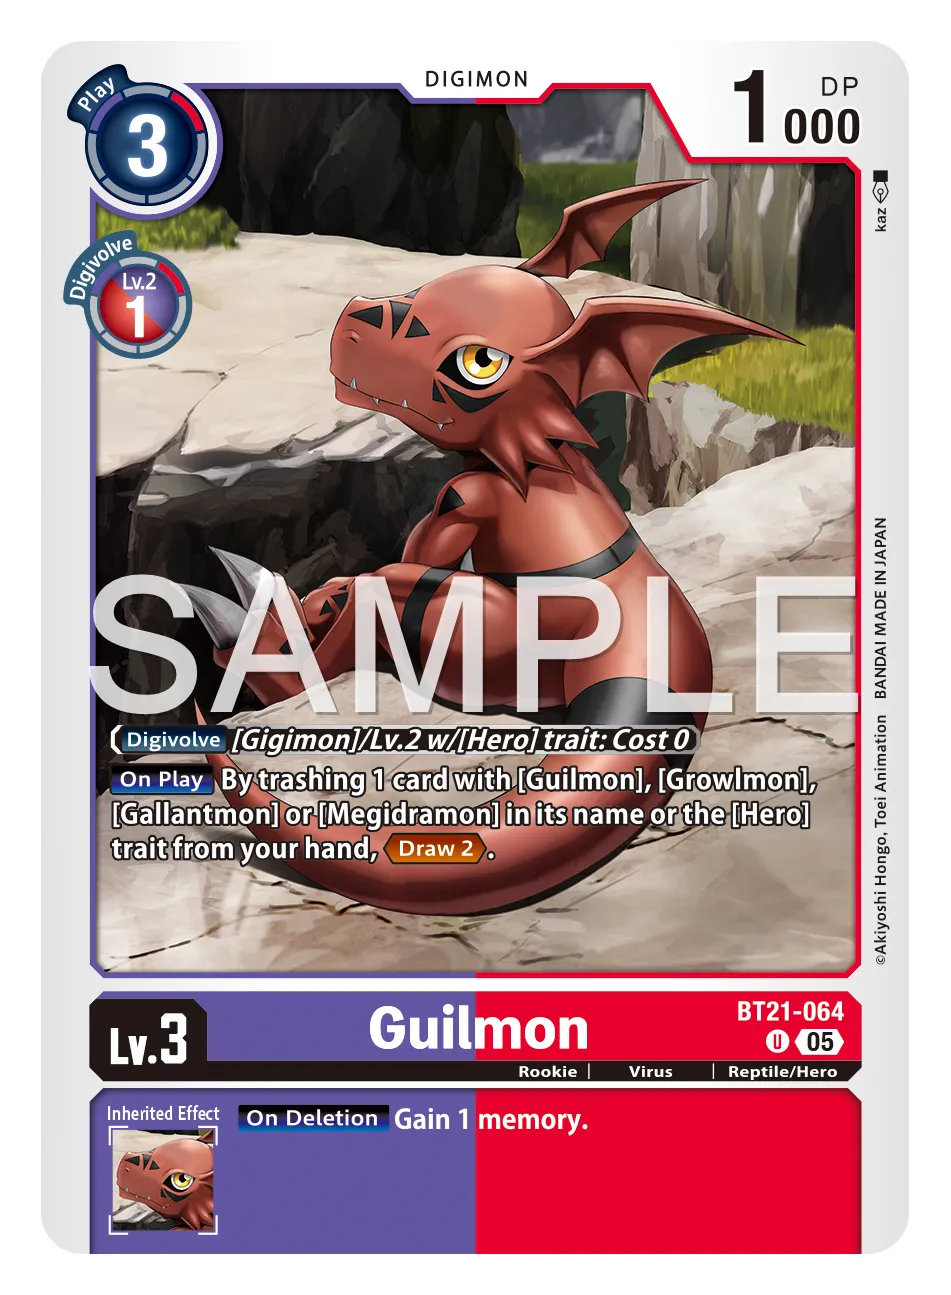 DIGIMON
Play
3
1000
DP
kaz
Digivolve
Lv.2
1
BANDAI MADE IN JAPAN
©Akiyoshi Hongo, Toei Animation
SAMPLE
Digivolve [Gigimon]/Lv.2 w/[Hero] trait: Cost 0
On Play By trashing 1 card with [Guilmon], [Growlmon],
[Gallantmon] or [Megidramon] in its name or the [Hero]
trait from your hand, Draw 2.
Lv.3
Guilmon
BT21-064
U 05
Rookie | Virus | Reptile/Hero
Inherited Effect
On Deletion Gain 1 memory.